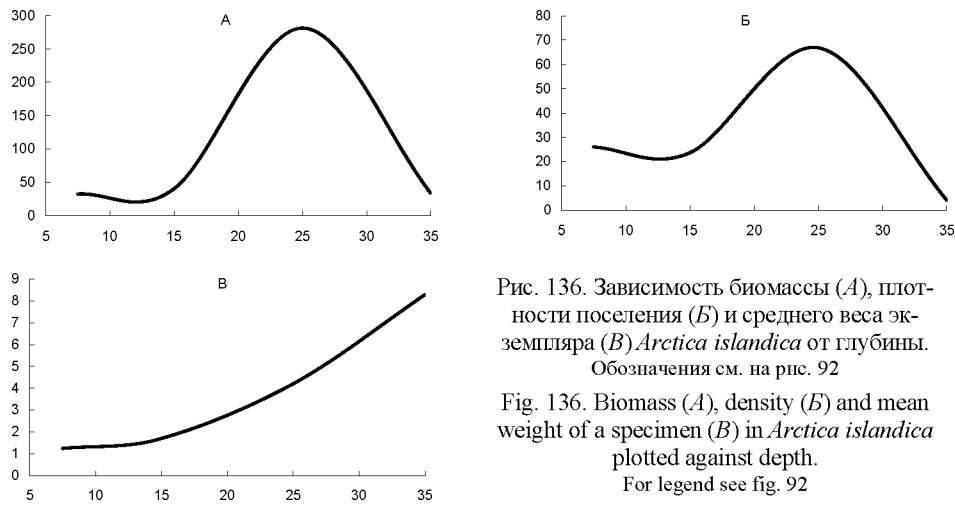 А
300
250
200
150
100
50
0
5 10 15 20 25 30 35
Б
80
70
60
50
40
30
20
10
0
5 10 15 20 25 30 35
В
9
8
7
6
5
4
3
2
1
0
5 10 15 20 25 30 35
Рис. 136. Зависимость биомассы (А), плот-
ности поселения (Б) и среднего веса эк-
земпляра (В) Arctica islandica от глубины.
Обозначения см. на рис. 92
Fig. 136. Biomass (А), density (Б) and mean
weight of a specimen (В) in Arctica islandica
plotted against depth.
For legend see fig. 92